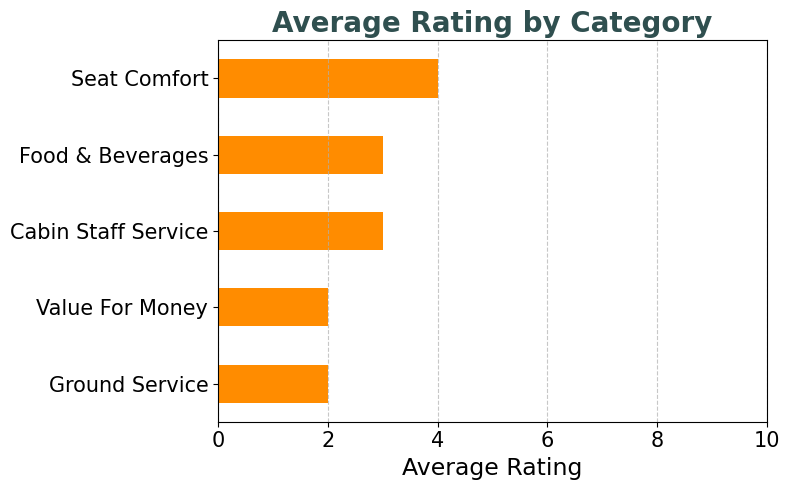 Average Rating by Category
Seat Comfort
Food & Beverages
Cabin Staff Service
Value For Money
Ground Service
0 2 4 6 8 10
Average Rating